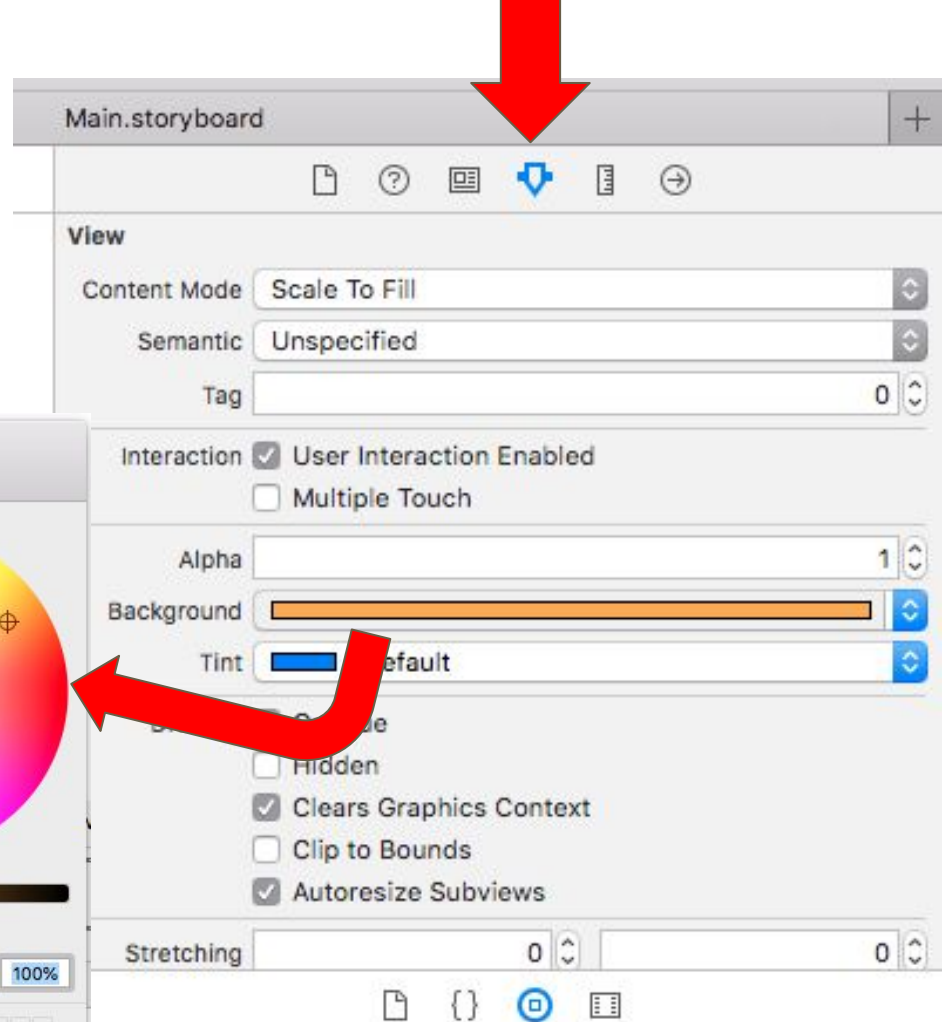 Main.storyboard
View
Content Mode Scale To Fill
Semantic Unspecified
Tag 0
Interaction User Interaction Enabled
Multiple Touch
Alpha 1
Background
Tint efault
Hidden
Clears Graphics Context
Clip to Bounds
Autoresize Subviews
Stretching 0 0
100%